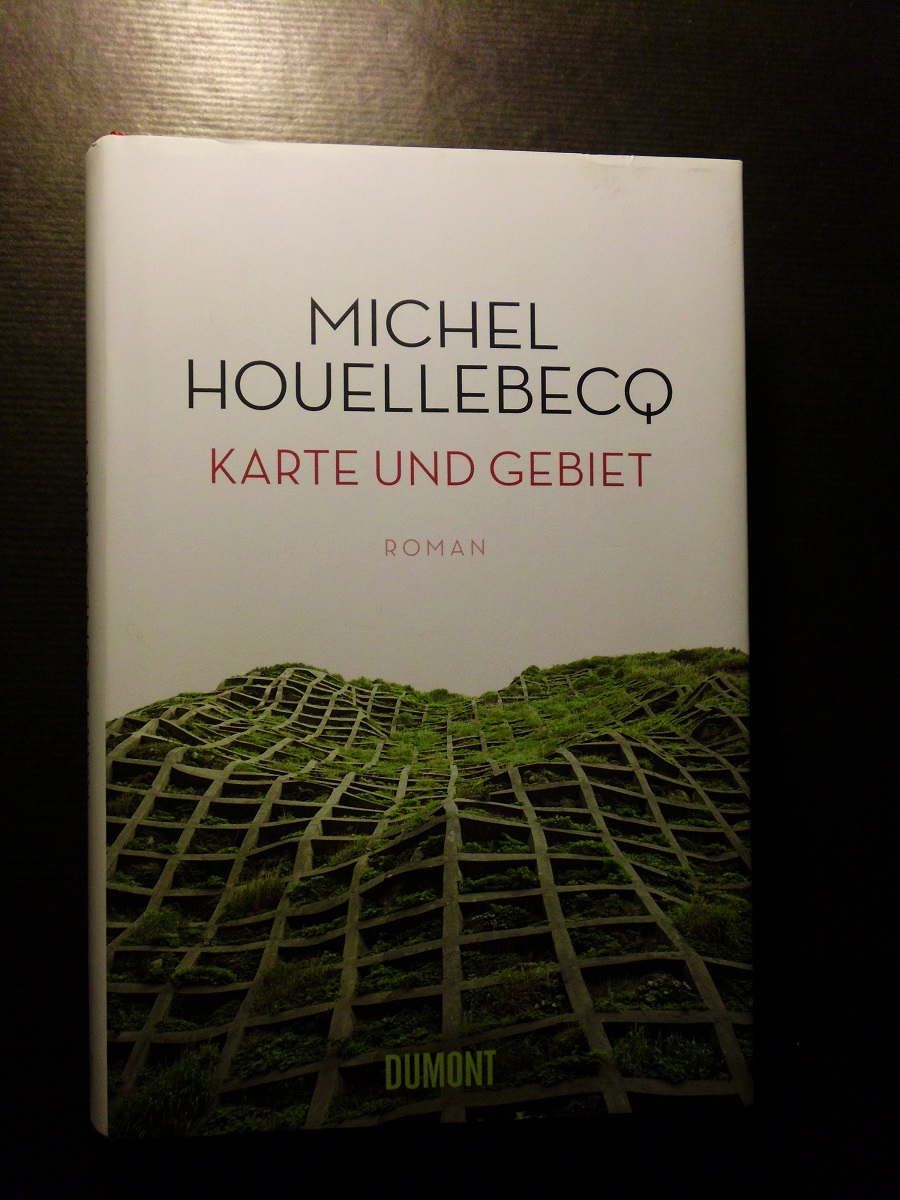 MICHEL
HOUELLEBECQ
KARTE UND GEBIET
ROMAN
DUMONT